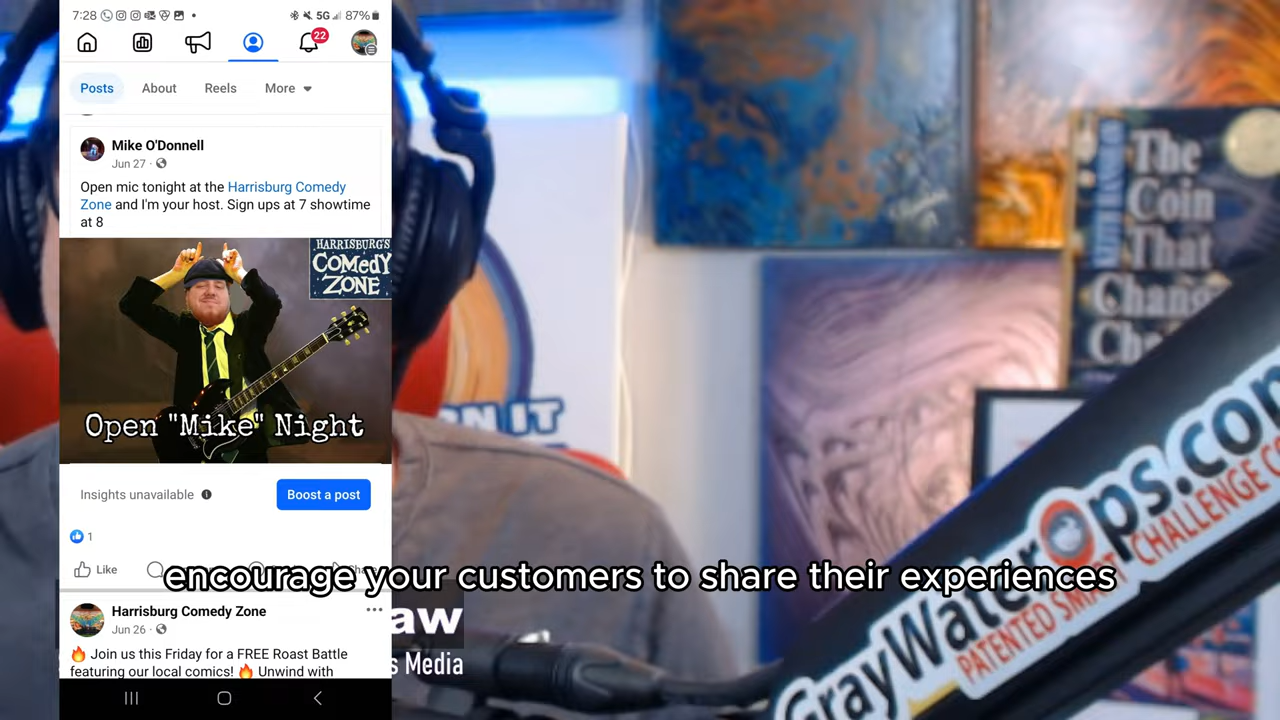 7:28
5G
87%
22
Posts
About
Reels
More
Mike O'Donnell
Jun 27
Open mic tonight at the Harrisburg Comedy
Zone and I'm your host. Sign ups at 7 showtime
at 8
HARRISBURG'S
COMEDY
ZONE
Open "Mike" Night
Insights unavailable
Boost a post
1
Like
encourage your customers to share their experiences
Harrisburg Comedy Zone
Jun 26
🔥 Join us this Friday for a FREE Roast Battle
featuring our local comics! 🔥 Unwind with
aw
s Media
N IT
The
Coin
That
GrayWaterOps.com
CHALLENGE